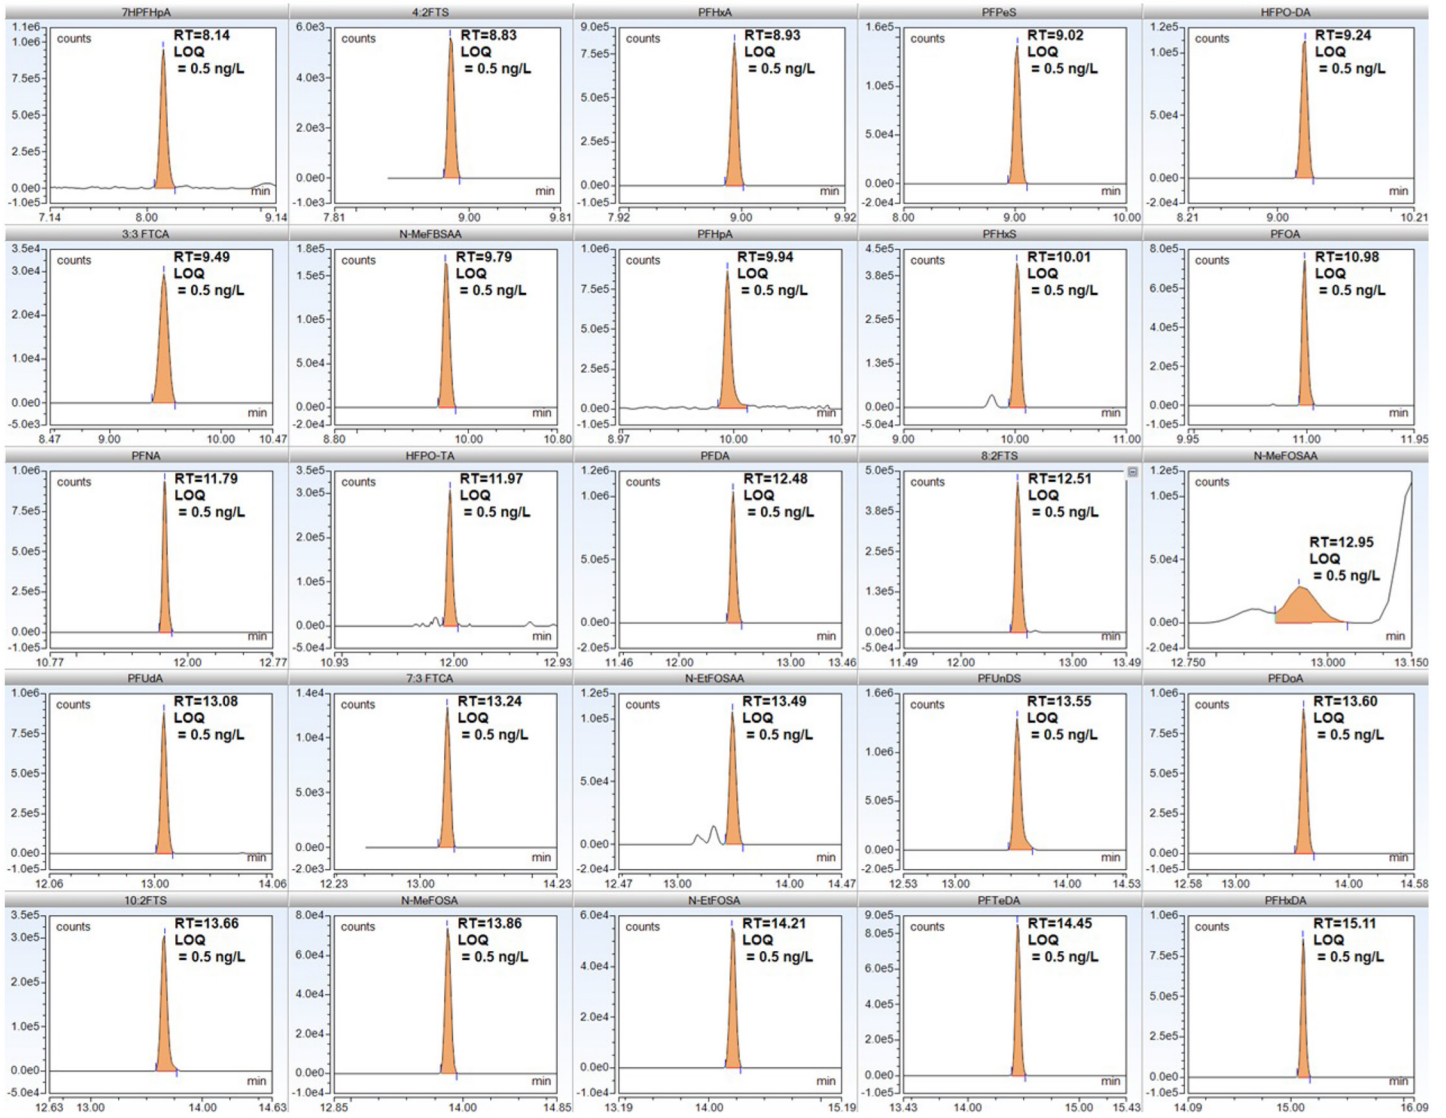 7HPFHpA
1.1e6
1.0e6
7.5e5
5.0e5
2.5e5
0.0e0
-1.0e5
counts
RT=8.14
LOQ
= 0.5 ng/L
min
7.14 8.00 9.14
4:2FTS
6.0e3
4.0e3
2.0e3
0.0e0
-1.0e3
counts
RT=8.83
LOQ
= 0.5 ng/L
min
7.81 9.00 9.81
PFHxA
9.0e5
7.5e5
5.0e5
2.5e5
0.0e0
-1.0e5
counts
RT=8.93
LOQ
= 0.5 ng/L
min
7.92 9.00 9.92
PFPeS
1.6e5
1.0e5
5.0e4
0.0e0
-2.0e4
counts
RT=9.02
LOQ
= 0.5 ng/L
min
8.00 9.00 10.00
HFPO-DA
1.2e5
1.0e5
5.0e4
0.0e0
-2.0e4
counts
RT=9.24
LOQ
= 0.5 ng/L
min
8.21 9.00 10.21
3:3 FTCA
3.5e4
3.0e4
2.0e4
1.0e4
0.0e0
-5.0e3
counts
RT=9.49
LOQ
= 0.5 ng/L
min
8.47 9.00 10.00 10.47
N-MeFBSAA
1.8e5
1.5e5
1.0e5
5.0e4
0.0e0
-2.0e4
counts
RT=9.79
LOQ
= 0.5 ng/L
min
8.80 10.00 10.80
PFHpA
1.0e6
7.5e5
5.0e5
2.5e5
0.0e0
-1.0e5
counts
RT=9.94
LOQ
= 0.5 ng/L
min
8.97 10.00 10.97
PFHxS
4.5e5
3.8e5
2.5e5
1.3e5
0.0e0
-5.0e4
counts
RT=10.01
LOQ
= 0.5 ng/L
min
9.00 10.00 11.00
PFOA
8.0e5
6.0e5
4.0e5
2.0e5
0.0e0
-1.0e5
counts
RT=10.98
LOQ
= 0.5 ng/L
min
9.95 11.00 11.95
PFNA
1.0e6
7.5e5
5.0e5
2.5e5
0.0e0
-1.0e5
counts
RT=11.79
LOQ
= 0.5 ng/L
min
10.77 12.00 12.77
HFPO-TA
3.5e5
3.0e5
2.0e5
1.0e5
0.0e0
-5.0e4
counts
RT=11.97
LOQ
= 0.5 ng/L
min
10.93 12.00 12.93
PFDA
1.2e6
1.0e6
5.0e5
0.0e0
-2.0e5
counts
RT=12.48
LOQ
= 0.5 ng/L
min
11.46 12.00 13.00 13.46
8:2FTS
5.0e5
3.8e5
2.5e5
1.3e5
0.0e0
-5.0e4
counts
RT=12.51
LOQ
= 0.5 ng/L
min
11.49 12.00 13.00 13.49
N-MeFOSAA
1.2e5
1.0e5
5.0e4
0.0e0
-2.0e4
counts
RT=12.95
LOQ
= 0.5 ng/L
min
12.750 13.000 13.150
PFUdA
1.0e6
7.5e5
5.0e5
2.5e5
0.0e0
-1.0e5
counts
RT=13.08
LOQ
= 0.5 ng/L
min
12.06 13.00 14.06
7:3 FTCA
1.4e4
1.0e4
5.0e3
0.0e0
-2.0e3
counts
RT=13.24
LOQ
= 0.5 ng/L
min
12.23 13.00 14.23
N-EtFOSAA
1.2e5
1.0e5
5.0e4
0.0e0
-2.0e4
counts
RT=13.49
LOQ
= 0.5 ng/L
min
12.47 13.00 14.00 14.47
PFUnDS
1.6e6
1.0e6
5.0e5
0.0e0
-2.0e5
counts
RT=13.55
LOQ
= 0.5 ng/L
min
12.53 13.00 14.00 14.53
PFDoA
1.0e6
7.5e5
5.0e5
2.5e5
0.0e0
-1.0e5
counts
RT=13.60
LOQ
= 0.5 ng/L
min
12.58 13.00 14.00 14.58
10:2FTS
3.5e5
3.0e5
2.0e5
1.0e5
0.0e0
-5.0e4
counts
RT=13.66
LOQ
= 0.5 ng/L
min
12.63 13.00 14.00 14.63
N-MeFOSA
8.0e4
6.0e4
4.0e4
2.0e4
0.0e0
-1.0e4
counts
RT=13.86
LOQ
= 0.5 ng/L
min
12.85 14.00 14.85
N-EtFOSA
6.0e4
4.0e4
2.0e4
0.0e0
-1.0e4
counts
RT=14.21
LOQ
= 0.5 ng/L
min
13.19 14.00 15.19
PFTeDA
9.0e5
8.0e5
6.0e5
4.0e5
2.0e5
0.0e0
-1.0e5
counts
RT=14.45
LOQ
= 0.5 ng/L
min
13.43 14.00 15.00 15.43
PFHxDA
1.0e6
7.5e5
5.0e5
2.5e5
0.0e0
-1.0e5
counts
RT=15.11
LOQ
= 0.5 ng/L
min
14.09 15.00